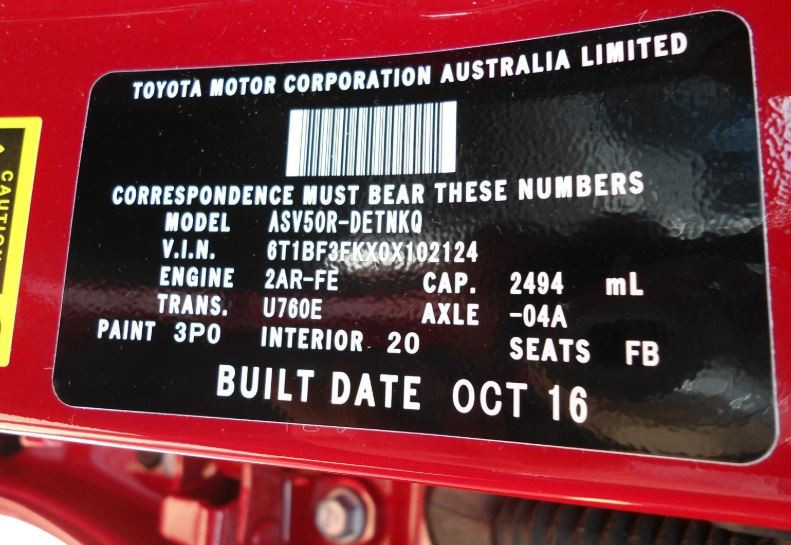 TOYOTA MOTOR CORPORATION AUSTRALIA LIMITED
CORRESPONDENCE MUST BEAR THESE NUMBERS
MODEL ASV50R-DETNKQ
V.I.N. 6T1BF3FKX0X102124
ENGINE 2AR-FE CAP. 2494 mL
TRANS. U760E AXLE -04A
PAINT 3P0 INTERIOR 20 SEATS FB
BUILT DATE OCT 16
CAUTION